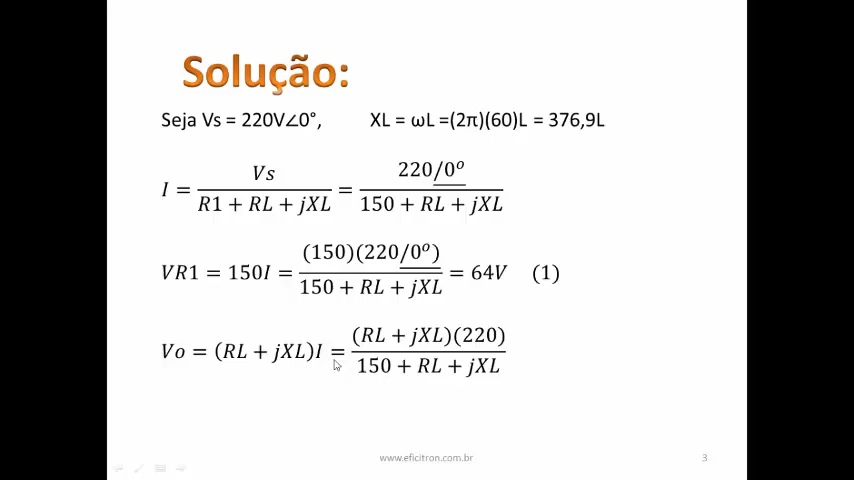 Solução:
Seja Vs = 220V∠0°, XL = ωL =(2π)(60)L = 376,9L
I = Vs / (R1 + RL + jXL) = 220/0º / (150 + RL + jXL)
VR1 = 150I = (150)(220/0º) / (150 + RL + jXL) = 64V (1)
Vo = (RL + jXL)I = (RL + jXL)(220) / (150 + RL + jXL)
www.eficitron.com.br 3